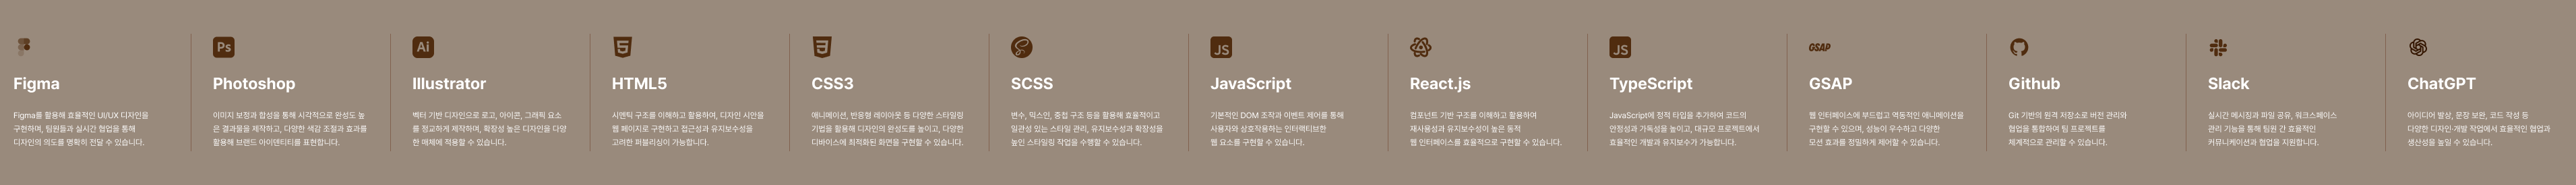 Figma
Figma를 활용해 효율적인 UI/UX 디자인을
구현하며, 팀원들과 실시간 협업을 통해
디자인의 의도를 명확히 전달 할 수 있습니다.
Ps
Photoshop
이미지 보정과 합성을 통해 시각적으로 완성도 높
은 결과물을 제작하고, 다양한 색감 조절과 효과를
활용해 브랜드 아이덴티티를 표현합니다.
Ai
Illustrator
벡터 기반 디자인으로 로고, 아이콘, 그래픽 요소
를 정교하게 제작하며, 확장성 높은 디자인을 다양
한 매체에 적용할 수 있습니다.
5
HTML5
시멘틱 구조를 이해하고 활용하여, 디자인 시안을
웹 페이지로 구현하고 접근성과 유지보수성을
고려한 퍼블리싱이 가능합니다.
3
CSS3
애니메이션, 반응형 레이아웃 등 다양한 스타일링
기법을 활용해 디자인의 완성도를 높이고, 다양한
디바이스에 최적화된 화면을 구현할 수 있습니다.
SCSS
변수, 믹스인, 중첩 구조 등을 활용해 효율적이고
일관성 있는 스타일 관리, 유지보수성과 확장성을
높인 스타일링 작업을 수행할 수 있습니다.
JS
JavaScript
기본적인 DOM 조작과 이벤트 제어를 통해
사용자와 상호작용하는 인터랙티브한
웹 요소를 구현할 수 있습니다.
React.js
컴포넌트 기반 구조를 이해하고 활용하여
재사용성과 유지보수성이 높은 동적
웹 인터페이스를 효율적으로 구현할 수 있습니다.
JS
TypeScript
JavaScript에 정적 타입을 추가하여 코드의
안정성과 가독성을 높이고, 대규모 프로젝트에서
효율적인 개발과 유지보수가 가능합니다.
GSAP
GSAP
웹 인터페이스에 부드럽고 역동적인 애니메이션을
구현할 수 있으며, 성능이 우수하고 다양한
모션 효과를 정밀하게 제어할 수 있습니다.
Github
Git 기반의 원격 저장소로 버전 관리와
협업을 통합하여 팀 프로젝트를
체계적으로 관리할 수 있습니다.
Slack
실시간 메시징과 파일 공유, 워크스페이스
관리 기능을 통해 팀원 간 효율적인
커뮤니케이션과 협업을 지원합니다.
ChatGPT
아이디어 발상, 문장 보완, 코드 작성 등
다양한 디자인·개발 작업에서 효율적인 협업과
생산성을 높일 수 있습니다.